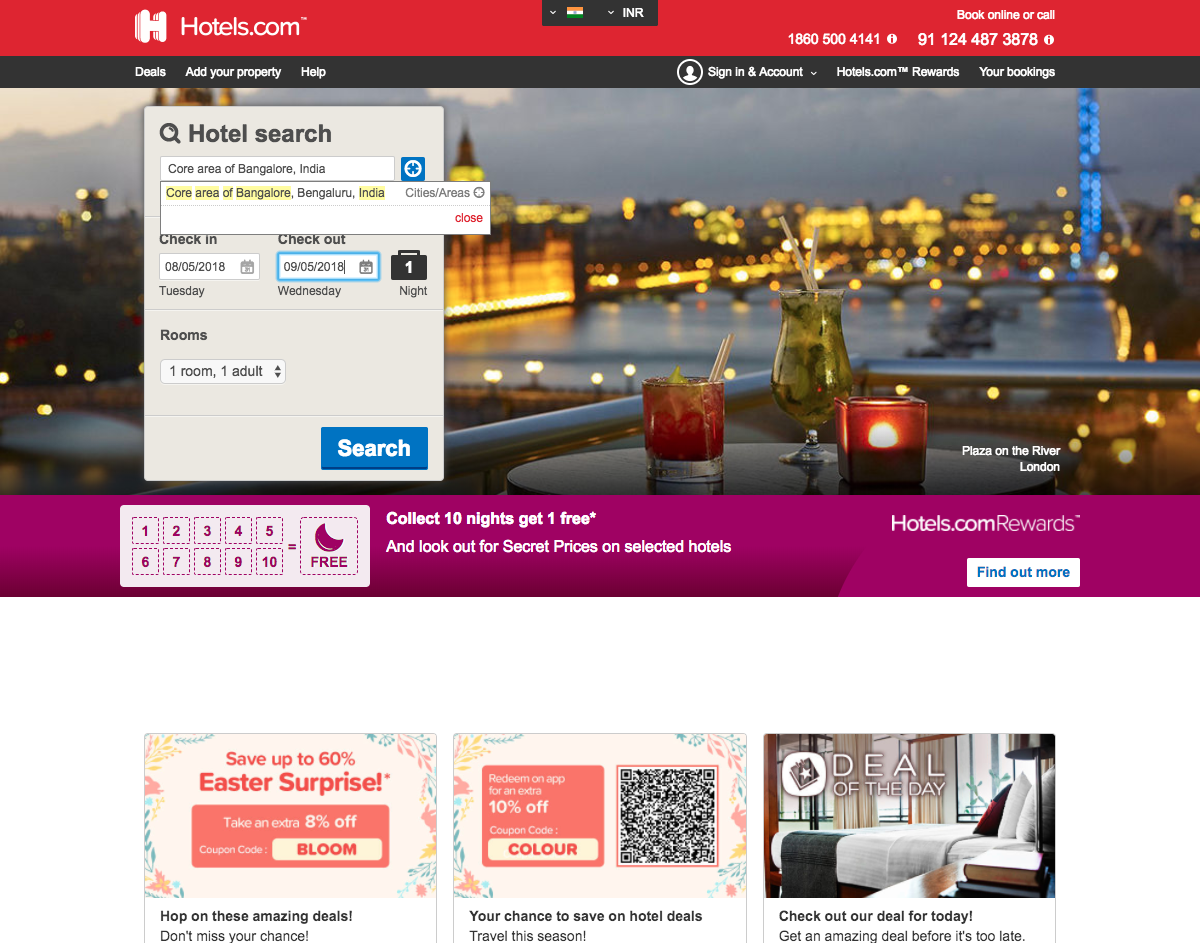 Hotels.com™
INR
Book online or call
1860 500 4141
91 124 487 3878
Deals
Add your property
Help
Sign in & Account
Hotels.com™ Rewards
Your bookings
Hotel search
Core area of Bangalore, India
Core area of Bangalore, Bengaluru, India
Cities/Areas
close
Check in
Check out
08/05/2018
09/05/2018
1
Tuesday
Wednesday
Night
Rooms
1 room, 1 adult
Search
Plaza on the River
London
1 2 3 4 5
6 7 8 9 10
=
FREE
Collect 10 nights get 1 free*
And look out for Secret Prices on selected hotels
Hotels.comRewards™
Find out more
Save up to 60%
Easter Surprise!*
Take an extra 8% off
Coupon Code : BLOOM
Hop on these amazing deals!
Don't miss your chance!
Redeem on app
for an extra
10% off
Coupon Code :
COLOUR
Your chance to save on hotel deals
Travel this season!
DEAL
OF THE DAY
Check out our deal for today!
Get an amazing deal before it's too late.